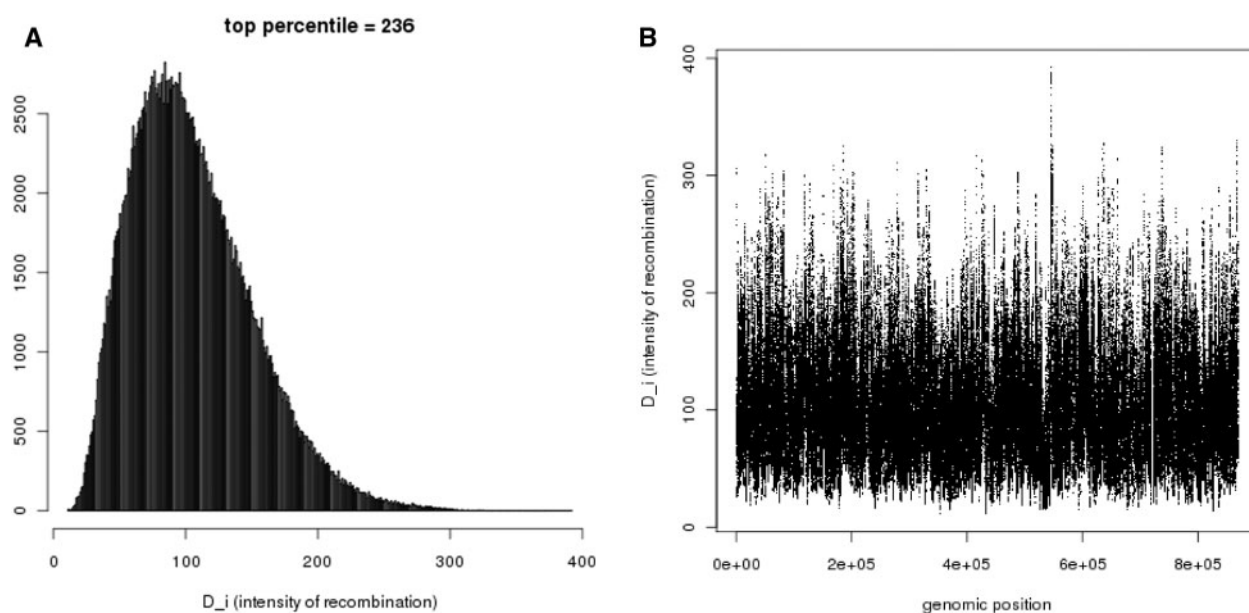 A
top percentile = 236
2500
2000
1500
1000
500
0
0
100
200
300
400
D_i (intensity of recombination)
B
400
300
200
100
0
D_i (intensity of recombination)
0e+00
2e+05
4e+05
6e+05
8e+05
genomic position